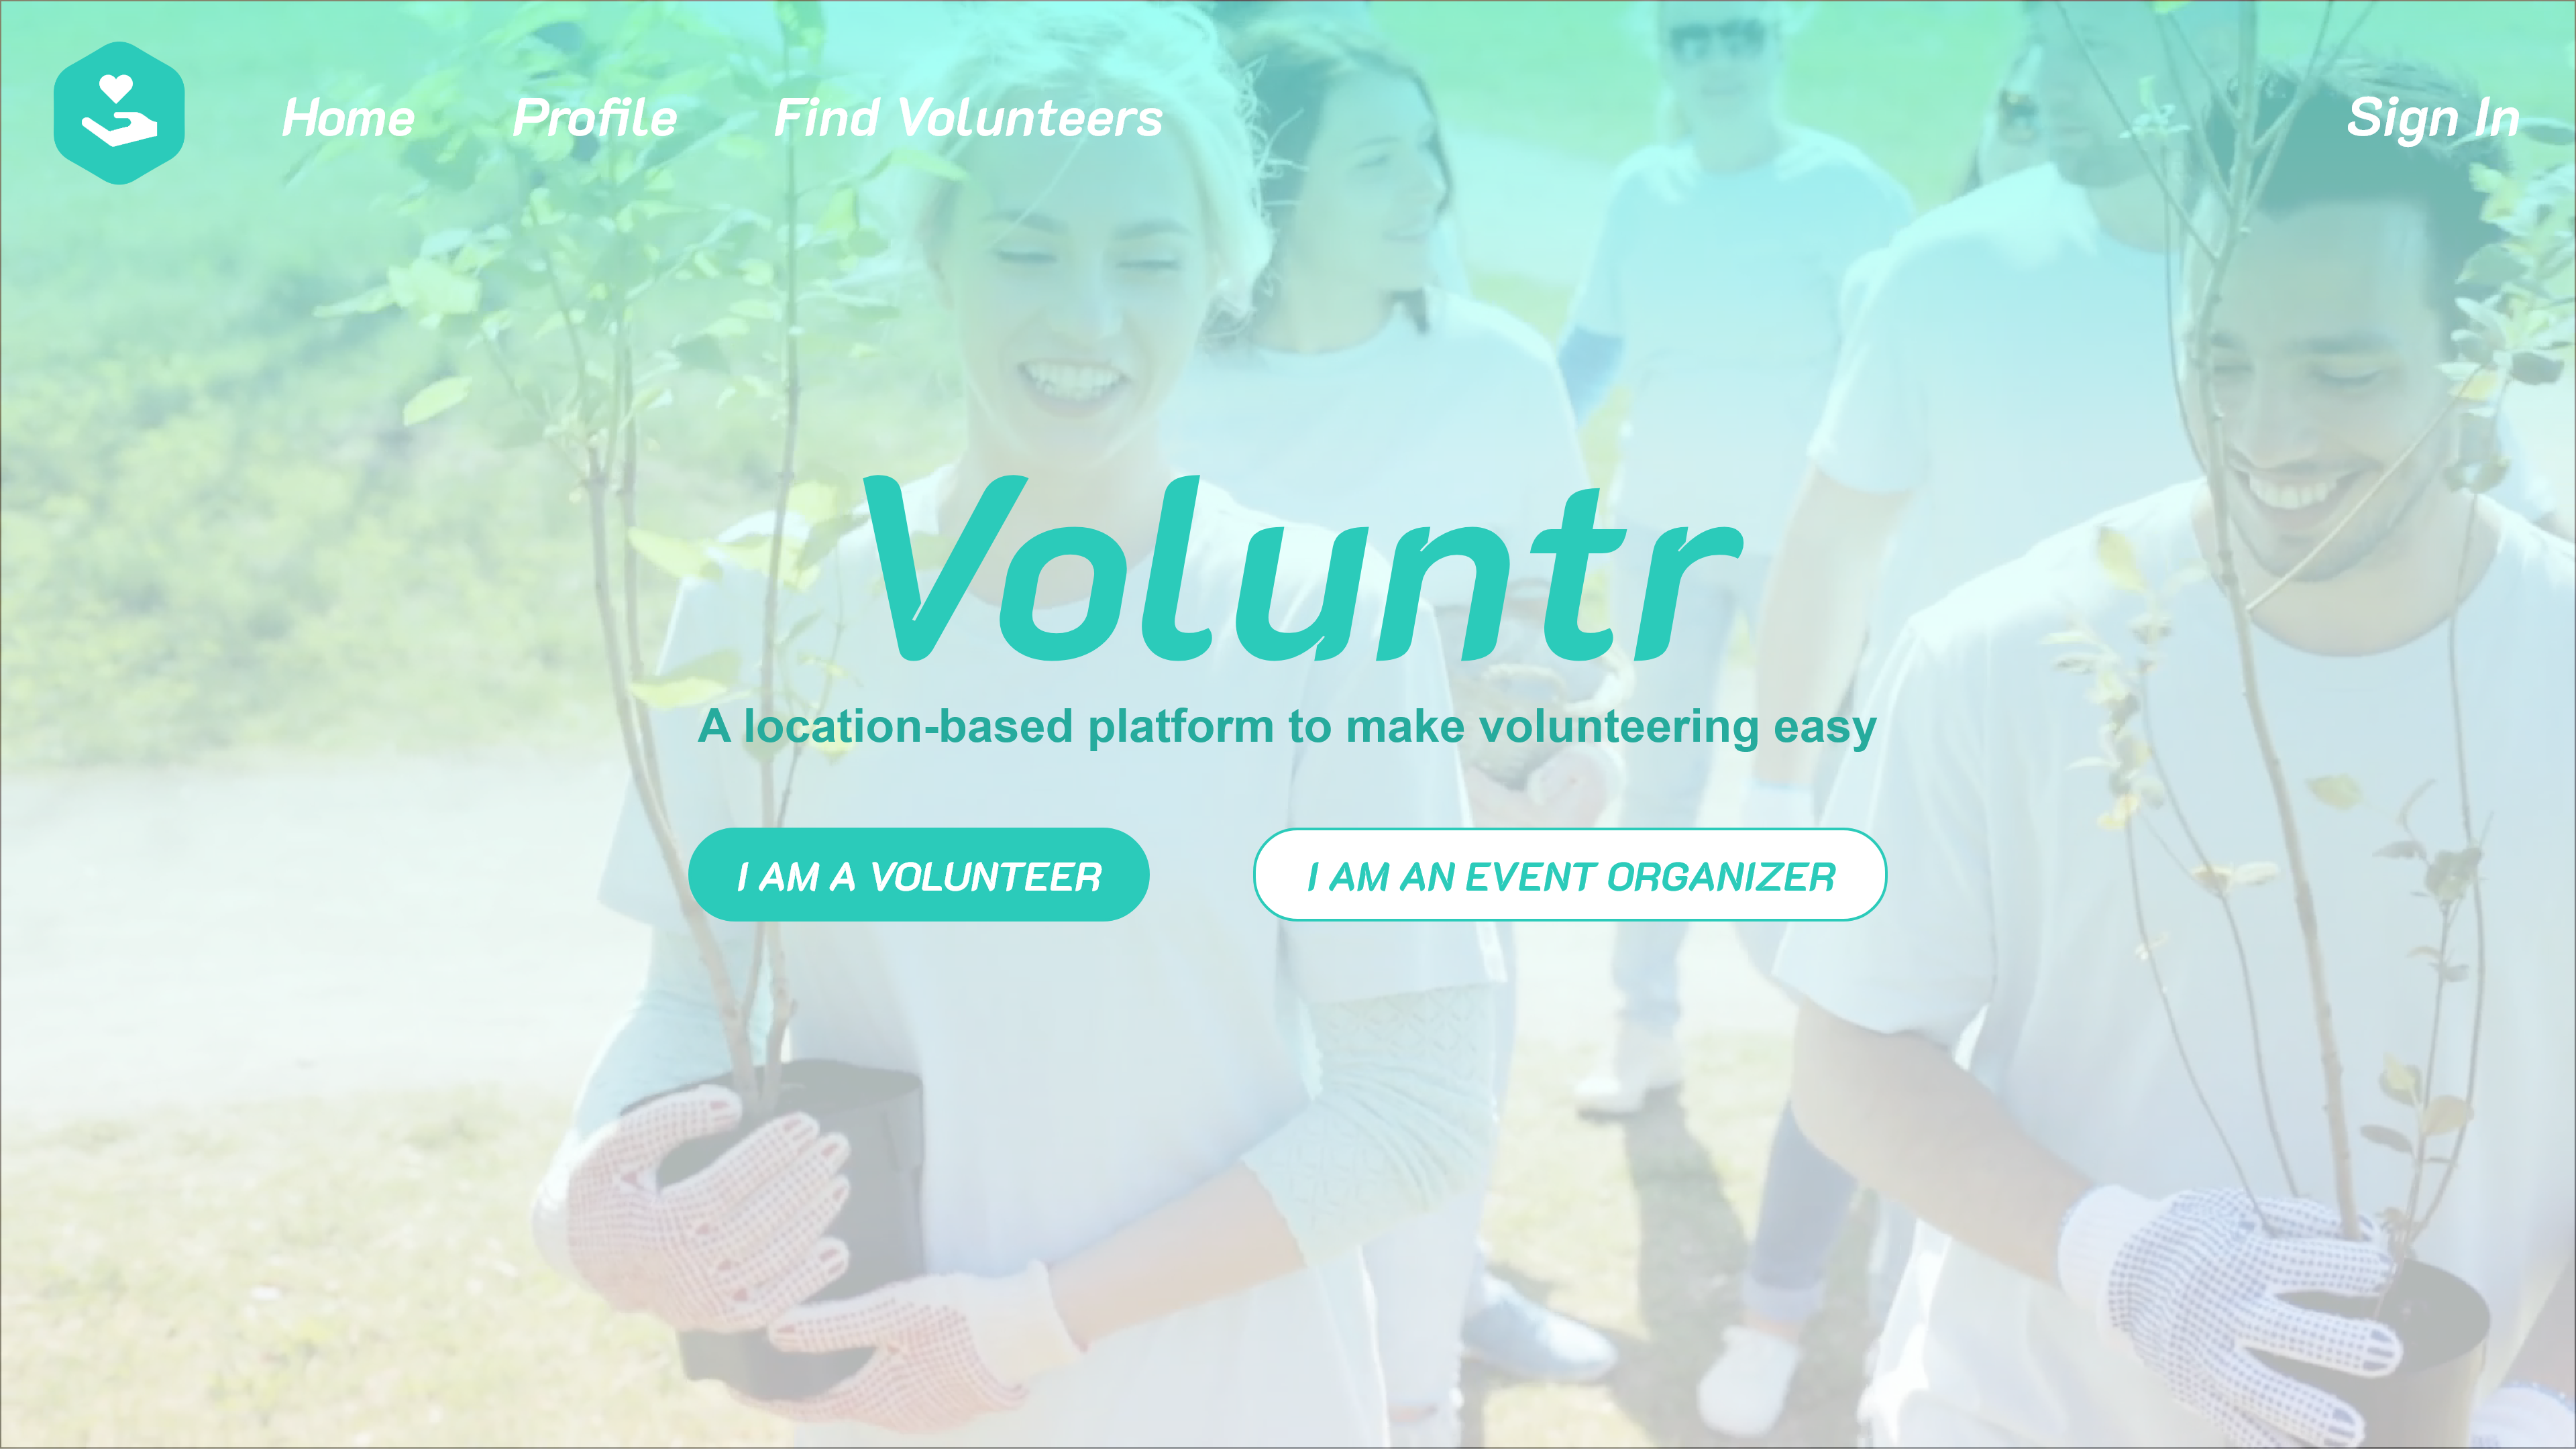 Home Profile Find Volunteers Sign In
Voluntr
A location-based platform to make volunteering easy
I AM A VOLUNTEER I AM AN EVENT ORGANIZER